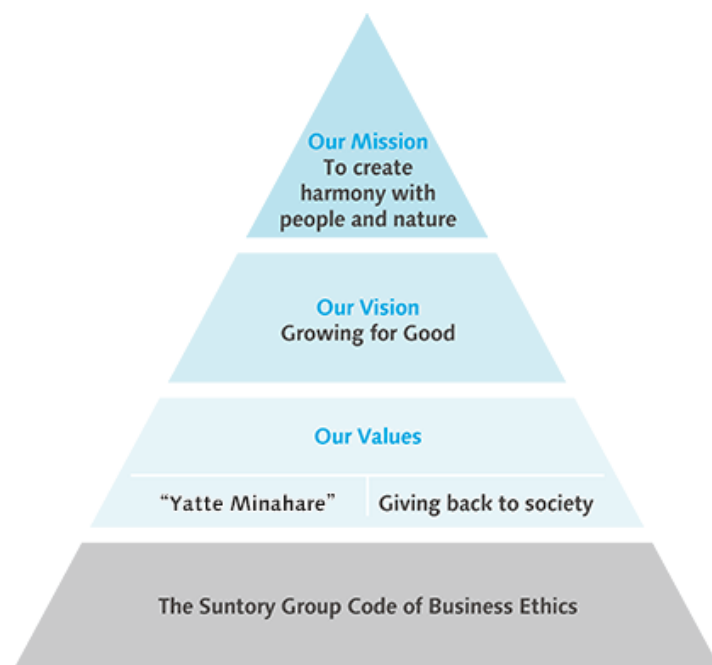 Our Mission
To create
harmony with
people and nature
Our Vision
Growing for Good
Our Values
“Yatte Minahare”
Giving back to society
The Suntory Group Code of Business Ethics